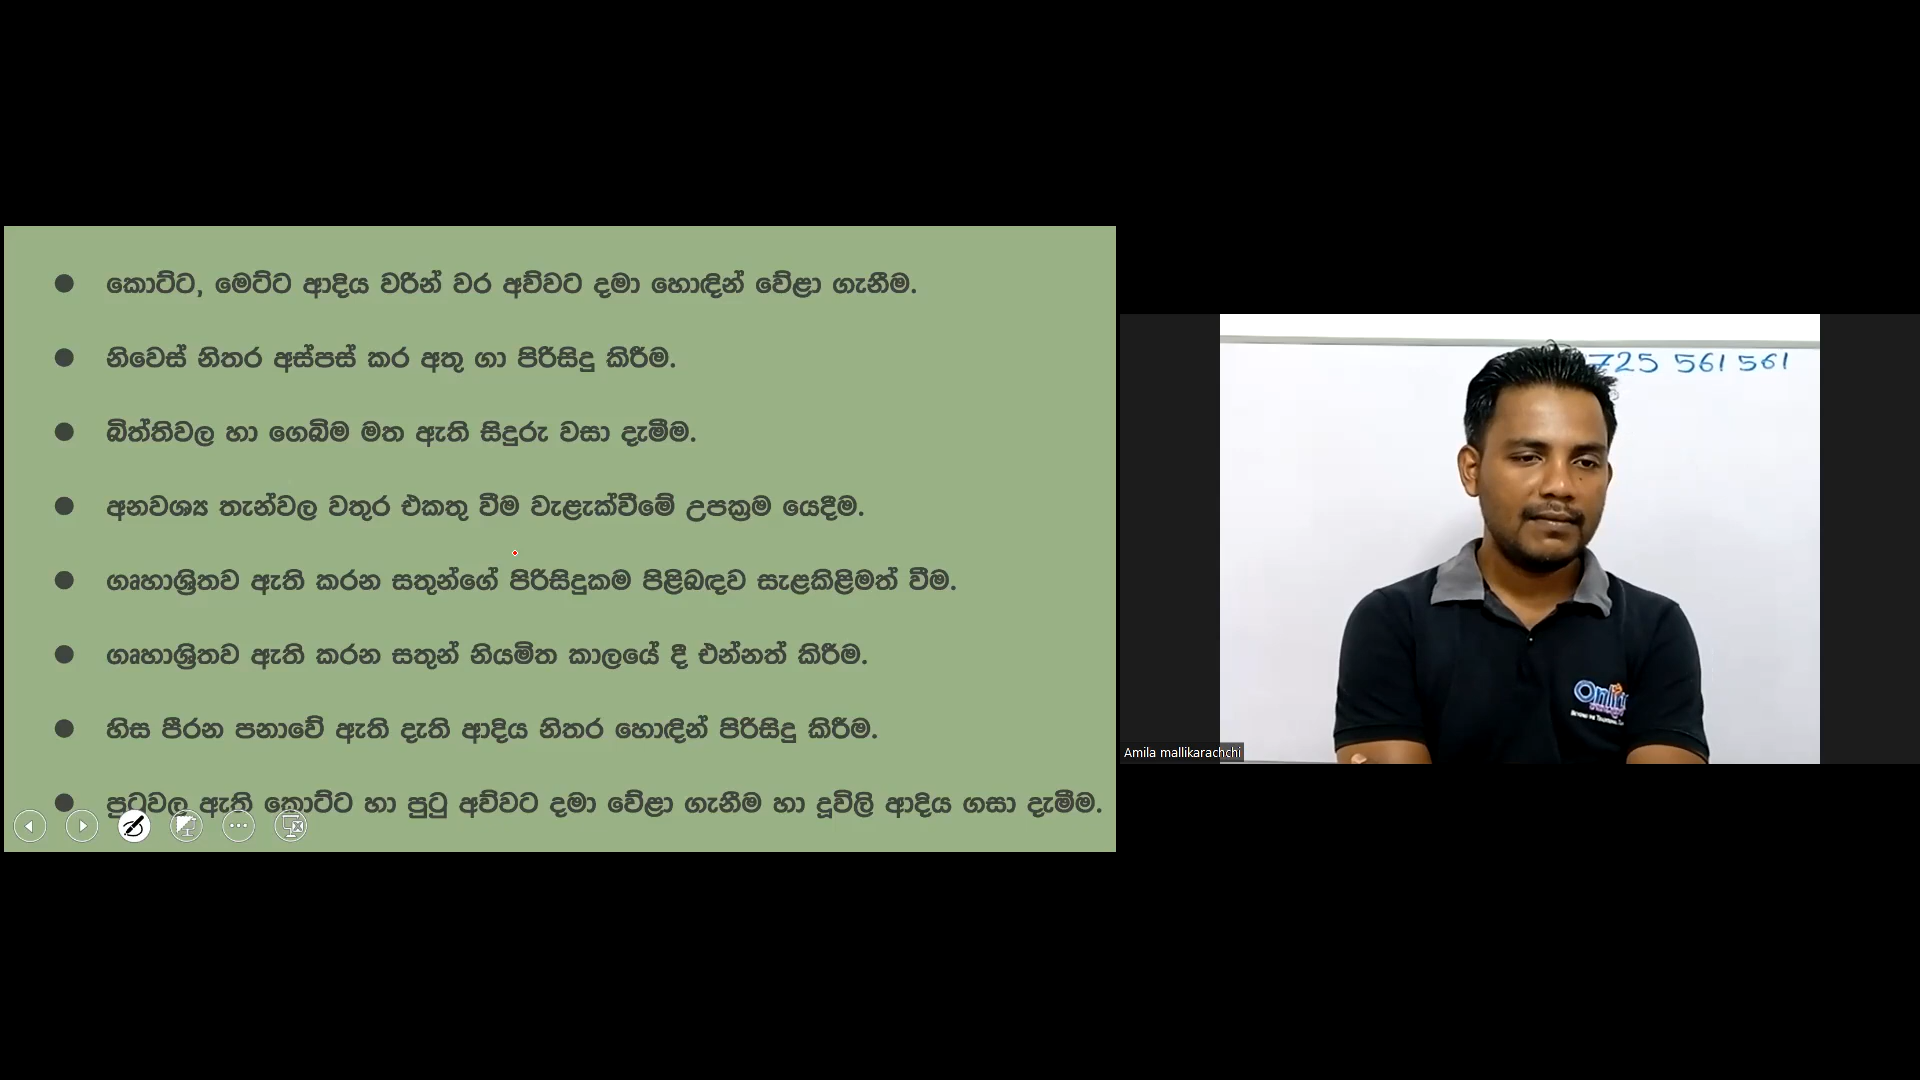 ● කොට්ට, මෙට්ට ආදිය වරින් වර අව්වට දමා හොඳින් වේළා ගැනීම.
● නිවෙස් නිතර අස්පස් කර අතු ගා පිරිසිදු කිරීම.
● බිත්තිවල හා ගෙබිම මත ඇති සිදුරු වසා දැමීම.
● අනවශ්‍ය තැන්වල වතුර එකතු වීම වැළැක්වීමේ උපක්‍රම යෙදීම.
● ගෘහාශ්‍රිතව ඇති කරන සතුන්ගේ පිරිසිදුකම පිළිබඳව සැළකිළිමත් වීම.
● ගෘහාශ්‍රිතව ඇති කරන සතුන් නියමිත කාලයේ දී එන්නත් කිරීම.
● හිස පීරන පනාවේ ඇති දැති ආදිය නිතර හොඳින් පිරිසිදු කිරීම.
● පුටුවල ඇති කොට්ට හා පුටු අව්වට දමා වේළා ගැනීම හා දූවිලි ආදිය ගසා දැමීම.
725 561 561
Amila mallikarachchi